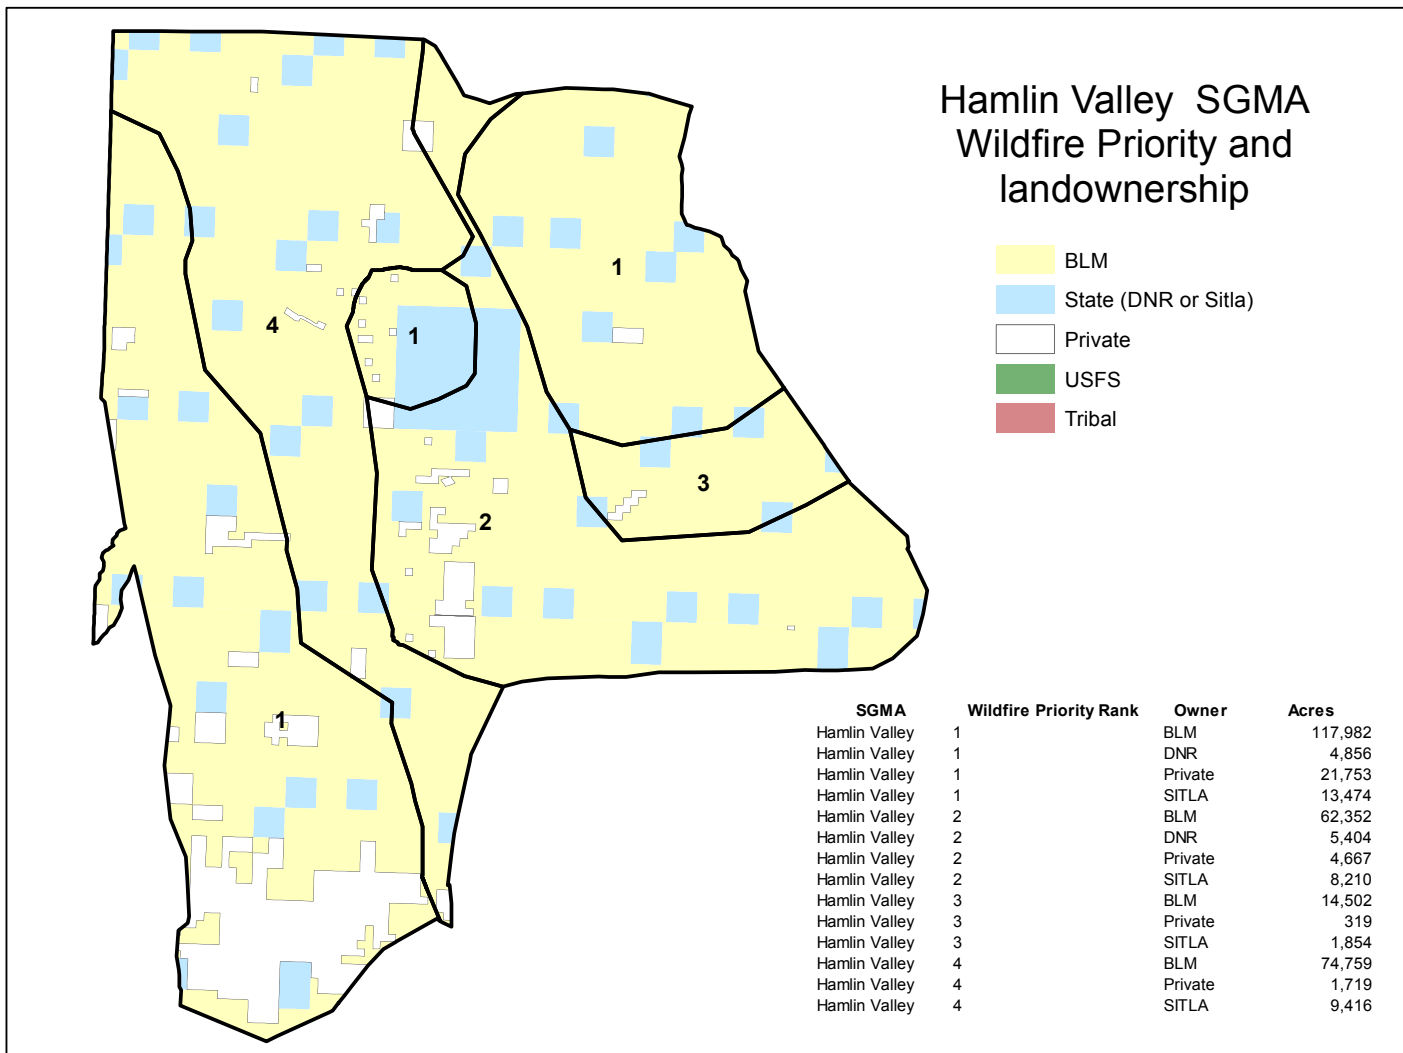 Hamlin Valley SGMA
Wildfire Priority and
landownership
BLM
State (DNR or Sitla)
Private
USFS
Tribal
1
4
1
3
2
1
SGMA Wildfire Priority Rank Owner Acres
Hamlin Valley 1 BLM 117,982
Hamlin Valley 1 DNR 4,856
Hamlin Valley 1 Private 21,753
Hamlin Valley 1 SITLA 13,474
Hamlin Valley 2 BLM 62,352
Hamlin Valley 2 DNR 5,404
Hamlin Valley 2 Private 4,667
Hamlin Valley 2 SITLA 8,210
Hamlin Valley 3 BLM 14,502
Hamlin Valley 3 Private 319
Hamlin Valley 3 SITLA 1,854
Hamlin Valley 4 BLM 74,759
Hamlin Valley 4 Private 1,719
Hamlin Valley 4 SITLA 9,416